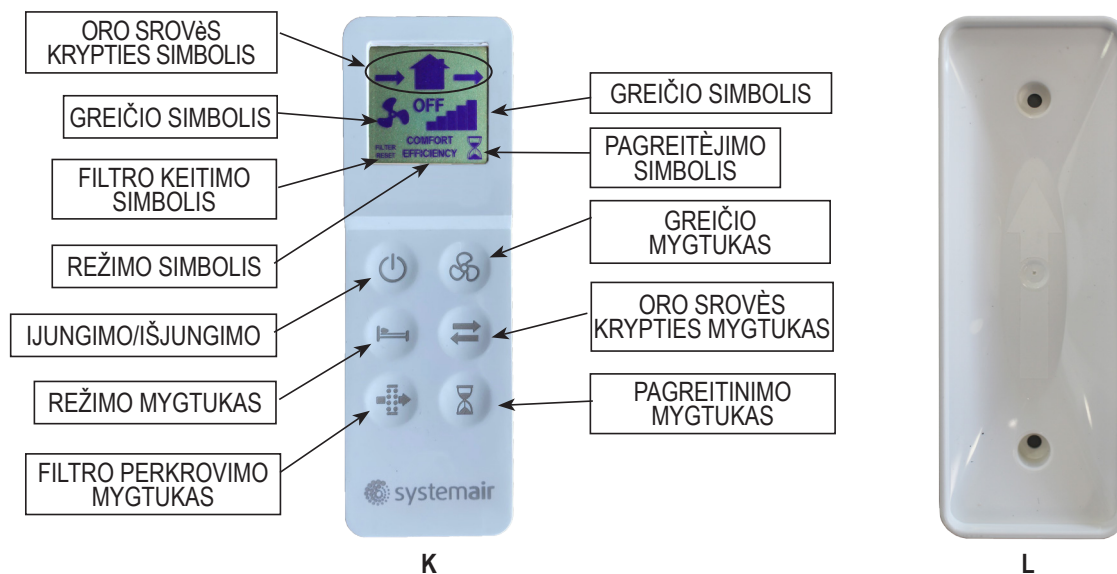 ORO SROVėS
KRYPTIES SIMBOLIS
GREIČIO SIMBOLIS
FILTRO KEITIMO
SIMBOLIS
REŽIMO SIMBOLIS
IJUNGIMO/IŠJUNGIMO
REŽIMO MYGTUKAS
FILTRO PERKROVIMO
MYGTUKAS
OFF
COMFORT
FILTER
RESET
EFFICIENCY
systemair
K
GREIČIO SIMBOLIS
PAGREITĖJIMO
SIMBOLIS
GREIČIO
MYGTUKAS
ORO SROVĖS
KRYPTIES MYGTUKAS
PAGREITINIMO
MYGTUKAS
L